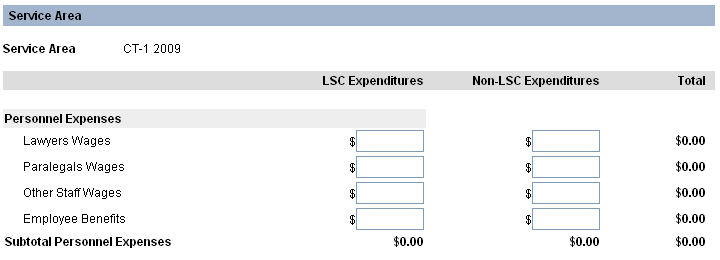 Service Area
Service Area CT-1 2009
LSC Expenditures Non-LSC Expenditures Total
Personnel Expenses
Lawyers Wages $ $ $0.00
Paralegals Wages $ $ $0.00
Other Staff Wages $ $ $0.00
Employee Benefits $ $ $0.00
Subtotal Personnel Expenses $0.00 $0.00 $0.00